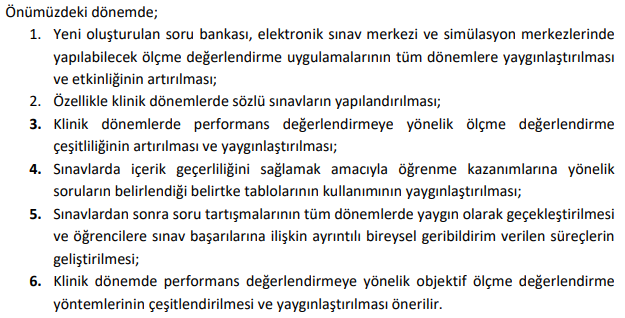 Önümüzdeki dönemde;
1. Yeni oluşturulan soru bankası, elektronik sınav merkezi ve simülasyon merkezlerinde
yapılabilecek ölçme değerlendirme uygulamalarının tüm dönemlere yaygınlaştırılması
ve etkinliğinin artırılması;
2. Özellikle klinik dönemlerde sözlü sınavların yapılandırılması;
3. Klinik dönemlerde performans değerlendirmeye yönelik ölçme değerlendirme
çeşitliliğinin artırılması ve yaygınlaştırılması;
4. Sınavlarda içerik geçerliliğini sağlamak amacıyla öğrenme kazanımlarına yönelik
soruların belirlendiği belirtke tablolarının kullanımının yaygınlaştırılması;
5. Sınavlardan sonra soru tartışmalarının tüm dönemlerde yaygın olarak geçekleştirilmesi
ve öğrencilere sınav başarılarına ilişkin ayrıntılı bireysel geribildirim verilen süreçlerin
geliştirilmesi;
6. Klinik dönemde performans değerlendirmeye yönelik objektif ölçme değerlendirme
yöntemlerinin çeşitlendirilmesi ve yaygınlaştırılması önerilir.